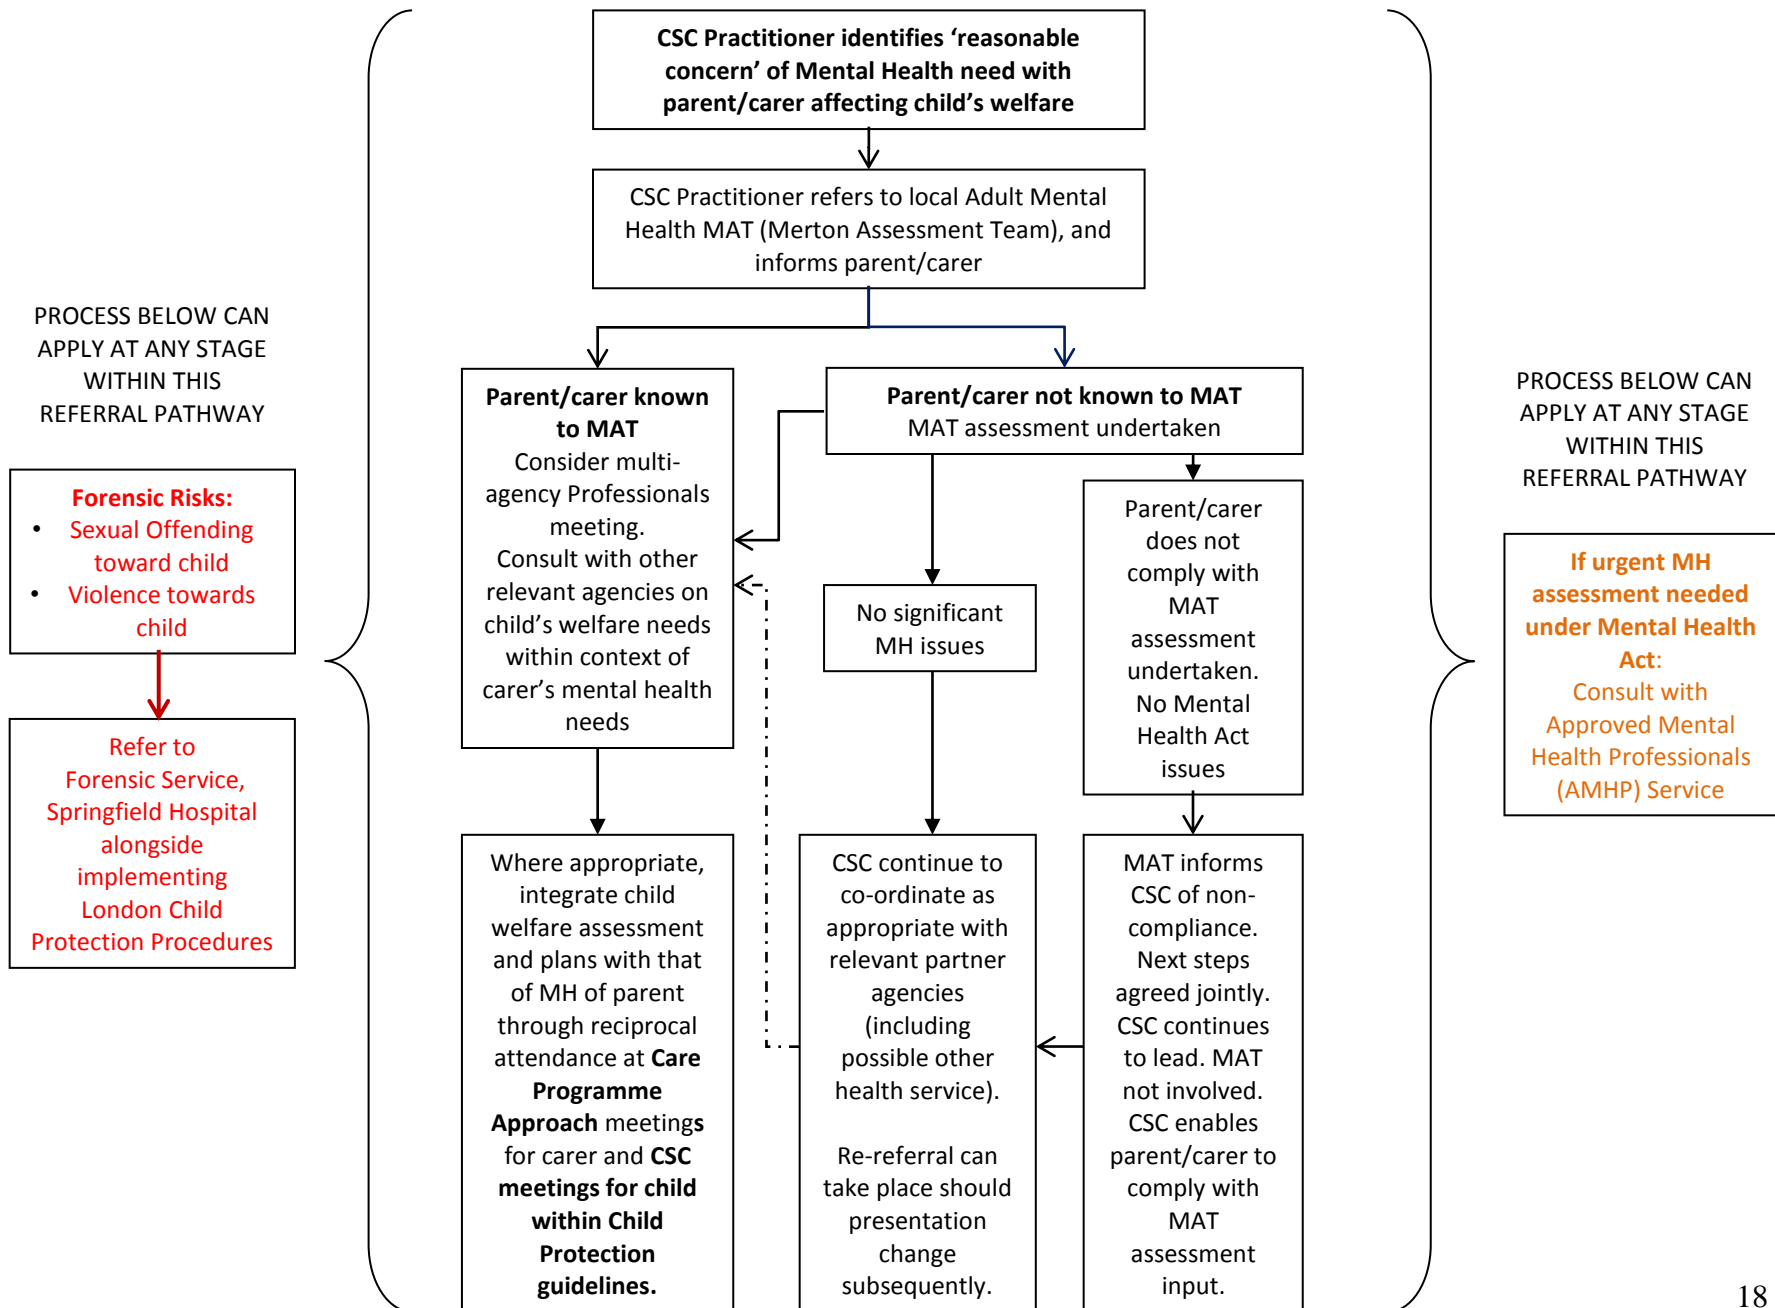 CSC Practitioner identifies ‘reasonable
concern’ of Mental Health need with
parent/carer affecting child’s welfare
CSC Practitioner refers to local Adult Mental
Health MAT (Merton Assessment Team), and
informs parent/carer
PROCESS BELOW CAN
APPLY AT ANY STAGE
WITHIN THIS
REFERRAL PATHWAY
Forensic Risks:
• Sexual Offending
toward child
• Violence towards
child
Refer to
Forensic Service,
Springfield Hospital
alongside
implementing
London Child
Protection Procedures
Parent/carer known
to MAT
Consider multi-
agency Professionals
meeting.
Consult with other
relevant agencies on
child’s welfare needs
within context of
carer’s mental health
needs
Where appropriate,
integrate child
welfare assessment
and plans with that
of MH of parent
through reciprocal
attendance at Care
Programme
Approach meetings
for carer and CSC
meetings for child
within Child
Protection
guidelines.
Parent/carer not known to MAT
MAT assessment undertaken
No significant
MH issues
CSC continue to
co-ordinate as
appropriate with
relevant partner
agencies
(including
possible other
health service).
Re-referral can
take place should
presentation
change
subsequently.
Parent/carer
does not
comply with
MAT
assessment
undertaken.
No Mental
Health Act
issues
MAT informs
CSC of non-
compliance.
Next steps
agreed jointly.
CSC continues
to lead. MAT
not involved.
CSC enables
parent/carer to
comply with
MAT
assessment
input.
PROCESS BELOW CAN
APPLY AT ANY STAGE
WITHIN THIS
REFERRAL PATHWAY
If urgent MH
assessment needed
under Mental Health
Act:
Consult with
Approved Mental
Health Professionals
(AMHP) Service
18